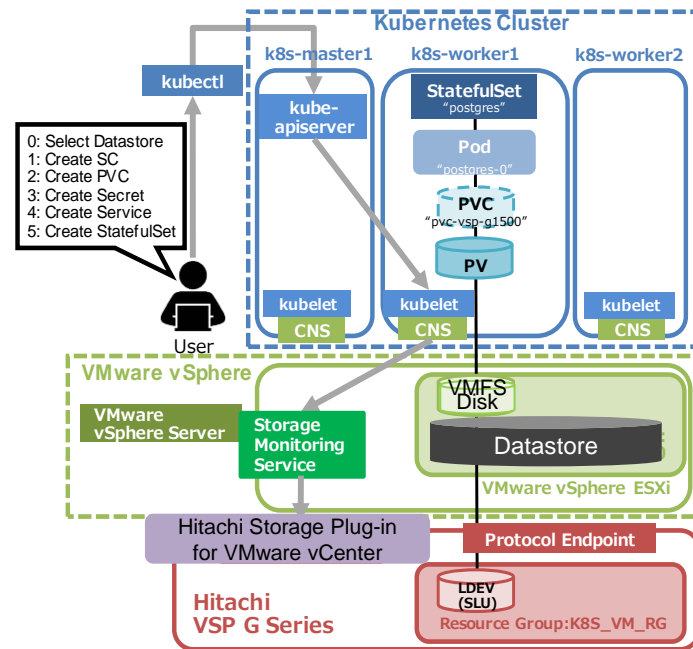 Kubernetes Cluster
k8s-master1
k8s-worker1
k8s-worker2
kubectl
kube-
apiserver
StatefulSet
“postgres”
Pod
“postgres-0”
PVC
“pvc-vsp-g1500”
PV
0: Select Datastore
1: Create SC
2: Create PVC
3: Create Secret
4: Create Service
5: Create StatefulSet
User
kubelet
CNS
kubelet
CNS
kubelet
CNS
VMware vSphere
VMware
vSphere Server
Storage
Monitoring
Service
VMFS
Disk
Datastore
VMware vSphere ESXi
Hitachi Storage Plug-in
for VMware vCenter
Protocol Endpoint
Hitachi
VSP G Series
LDEV
(SLU)
Resource Group:K8S_VM_RG